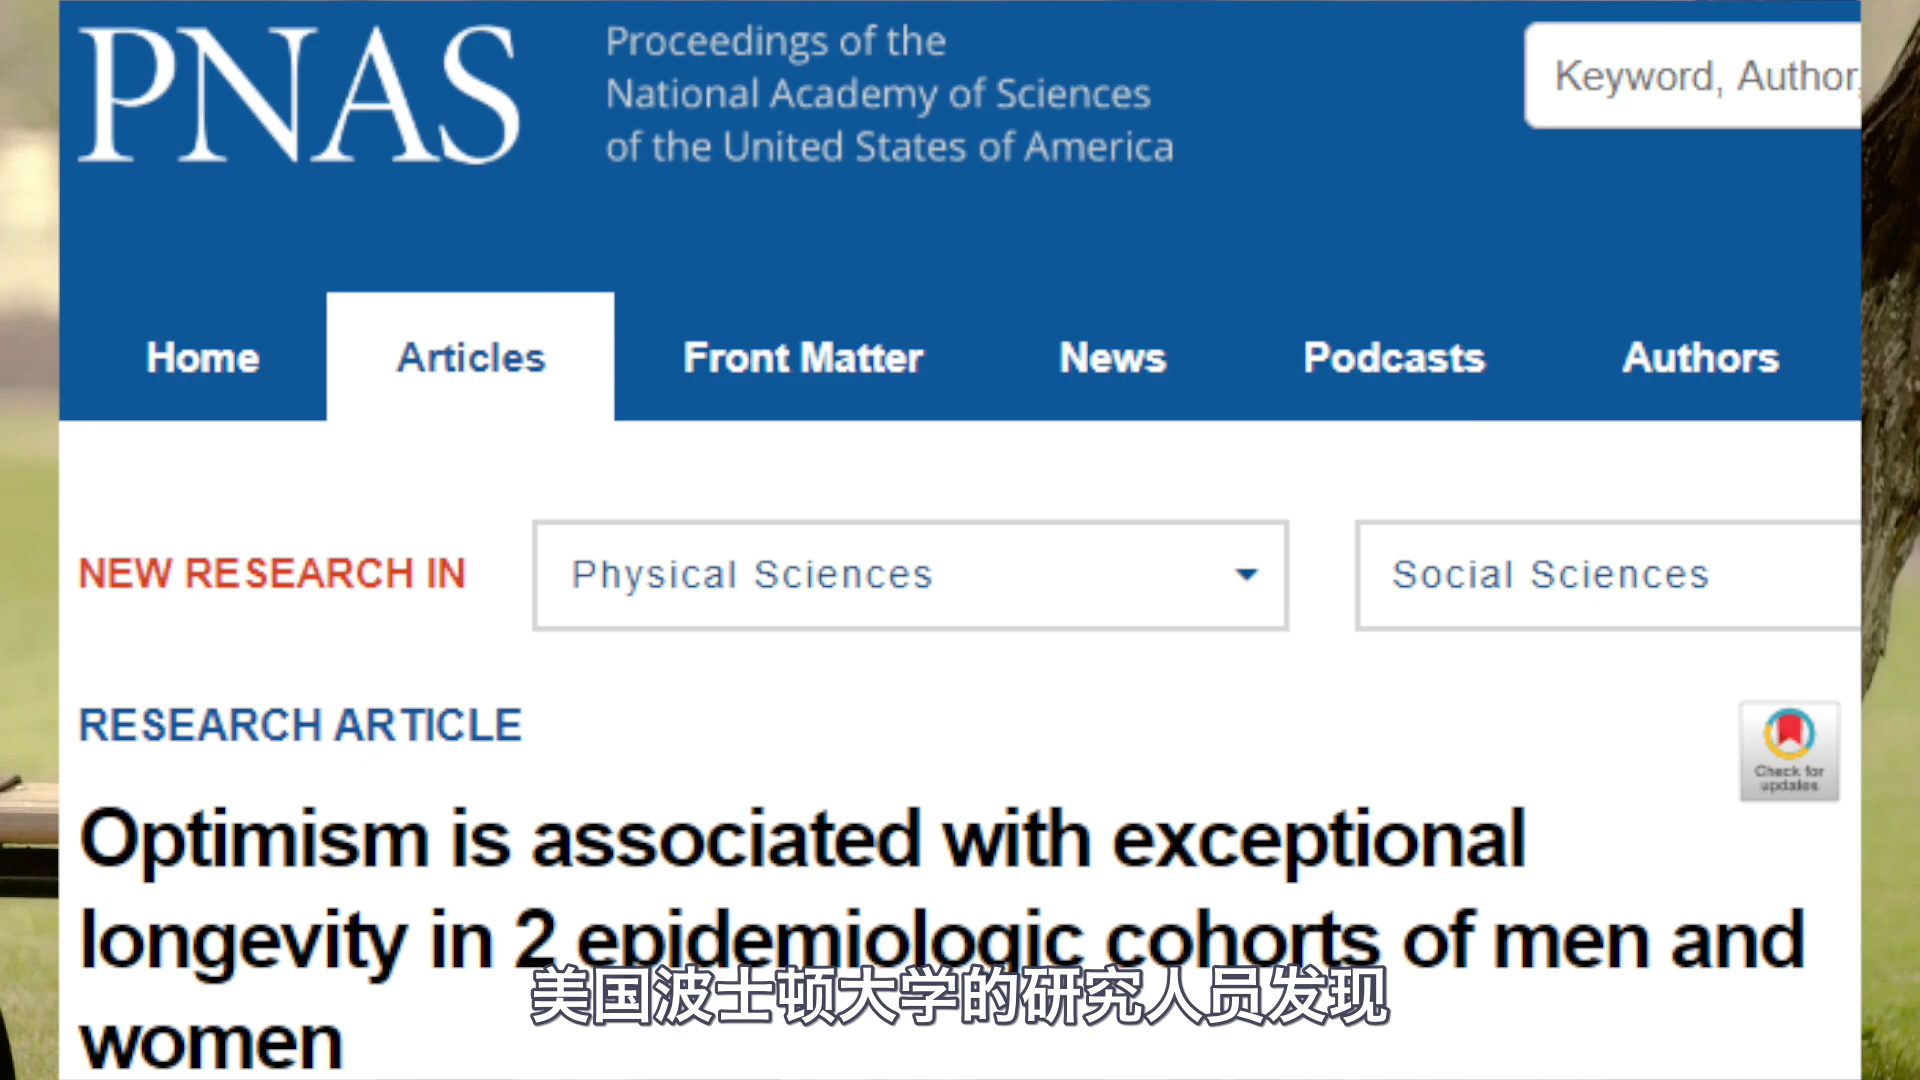 PNAS
Proceedings of the
National Academy of Sciences
of the United States of America
Keyword, Author,
Home
Articles
Front Matter
News
Podcasts
Authors
NEW RESEARCH IN
Physical Sciences
Social Sciences
RESEARCH ARTICLE
Check for
updates
Optimism is associated with exceptional
longevity in 2 epidemiologic cohorts of men and
women
美国波士顿大学的研究人员发现